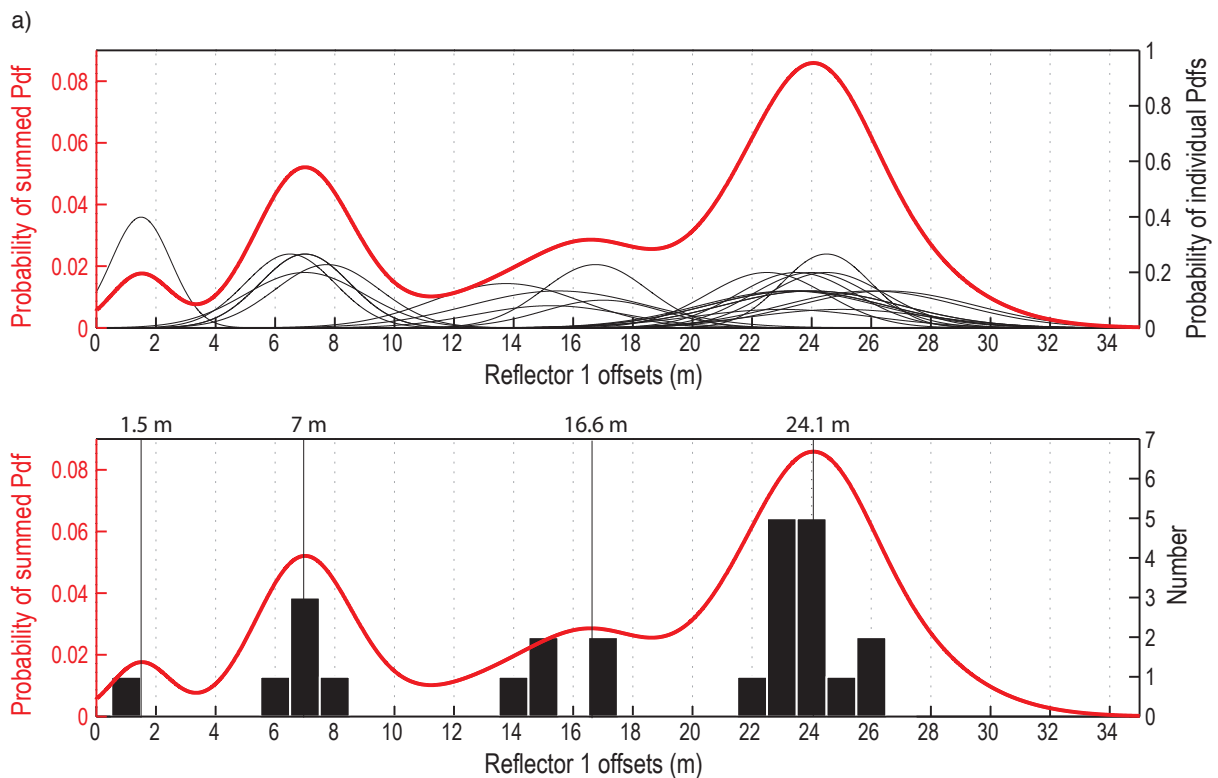 a)
Probability of summed Pdf
0.08
0.06
0.04
0.02
0
1
0.8
0.6
0.4
0.2
0
Probability of individual Pdfs
0 2 4 6 8 10 12 14 16 18 20 22 24 26 28 30 32 34
Reflector 1 offsets (m)
1.5 m 7 m 16.6 m 24.1 m
Probability of summed Pdf
0.08
0.06
0.04
0.02
0
7
6
5
4
3
2
1
0
Number
0 2 4 6 8 10 12 14 16 18 20 22 24 26 28 30 32 34
Reflector 1 offsets (m)